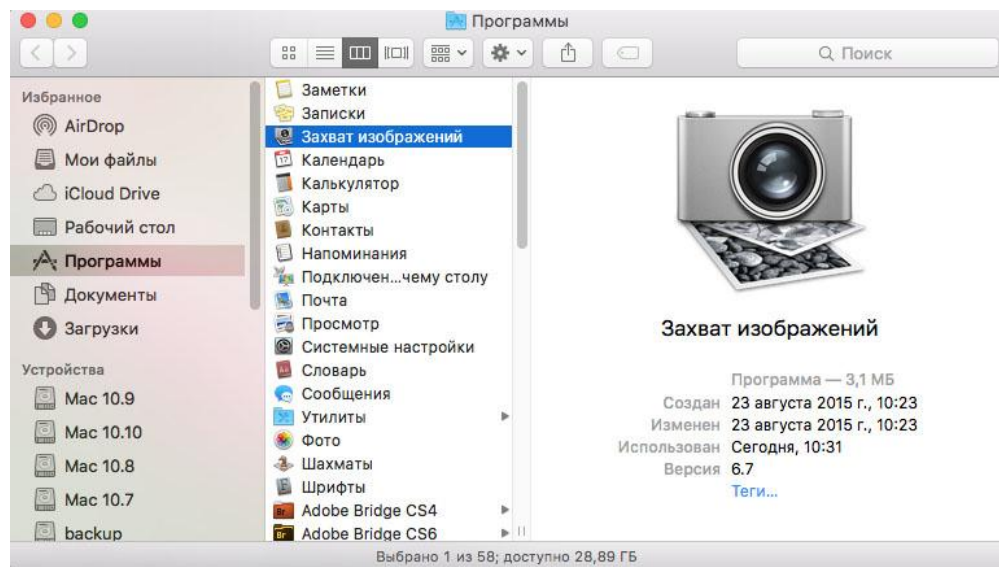 Программы
Поиск
Избранное
AirDrop
Мои файлы
iCloud Drive
Рабочий стол
Программы
Документы
Загрузки
Устройства
Mac 10.9
Mac 10.10
Mac 10.8
Mac 10.7
backup
Заметки
Записки
Захват изображений
17
Календарь
Калькулятор
Карты
Контакты
Напоминания
Подключен...чему столу
Почта
Просмотр
Системные настройки
Словарь
Сообщения
Утилиты
Фото
Шахматы
Шрифты
Br Adobe Bridge CS4
Br Adobe Bridge CS6
Захват изображений
Программа — 3,1 МБ
Создан 23 августа 2015 г., 10:23
Изменен 23 августа 2015 г., 10:23
Использован Сегодня, 10:31
Версия 6.7
Теги...
Выбрано 1 из 58; доступно 28,89 ГБ